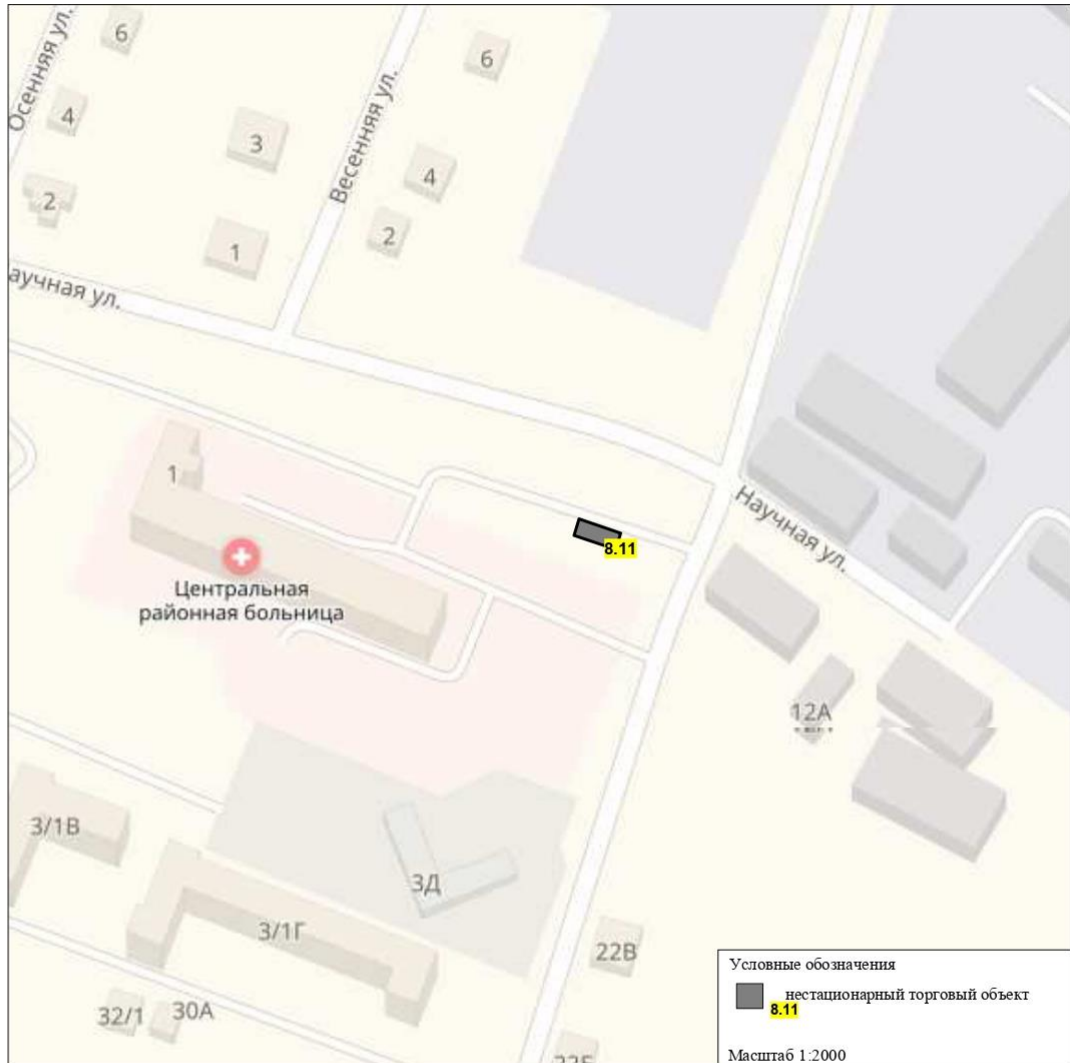 6
Осенняя ул.
6
4
3
Весенняя ул.
4
2
2
1
аучная ул.
1
Научная ул.
8.11
Центральная
районная больница
12А
3/1В
3Д
3/1Г
22В
32/1
30А
Условные обозначения
нестационарный торговый объект
8.11
Масштаб 1:2000